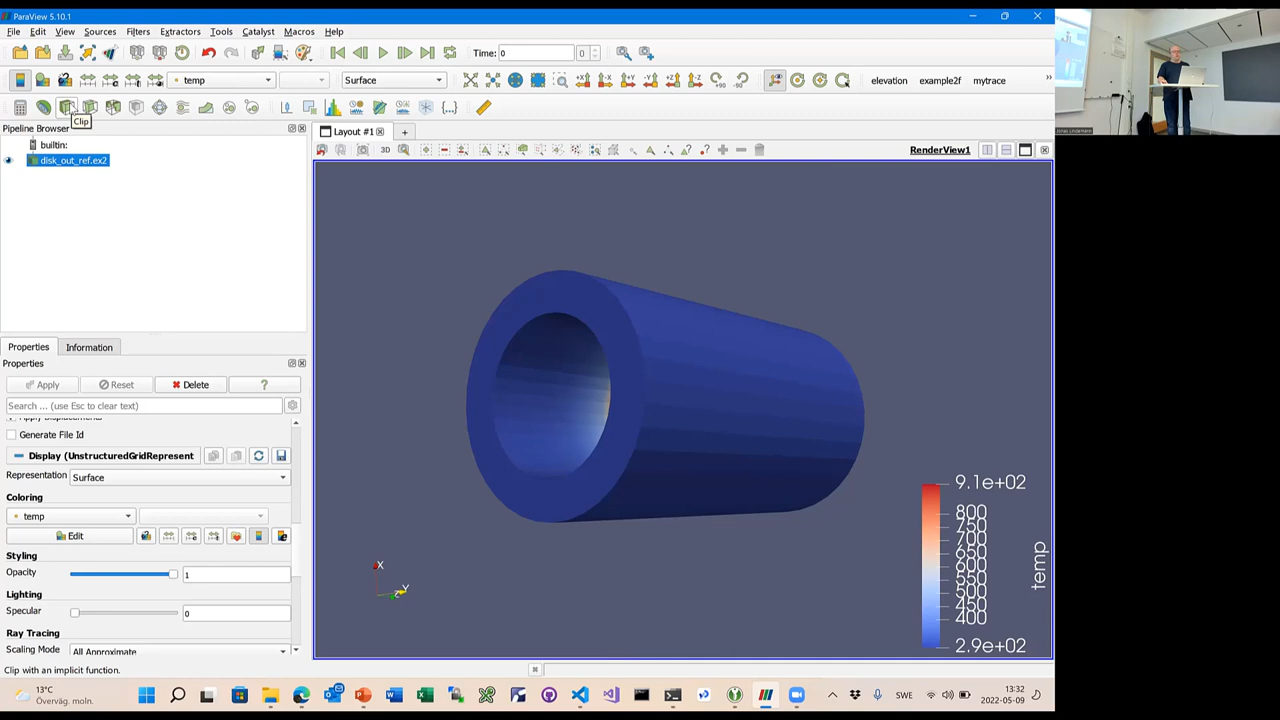 ParaView 5.10.1
File Edit View Sources Filters Extractors Tools Catalyst Macros Help
Time: 0 0
temp Surface elevation example2f mytrace
Clip
Pipeline Browser
builtin:
disk_out_ref.ex2
Layout #1
3D RenderView1
Properties Information
Properties
Apply Reset Delete ?
Search ... (use Esc to clear text)
Generate File Id
Display (UnstructuredGridRepresent
Representation Surface
Coloring
temp
Edit
Styling
Opacity 1
Lighting
Specular 0
Ray Tracing
Scaling Mode All Approximate
Clip with an implicit function.
X
Y
Z
9.1e+02
800
750
700
650
600
550
500
450
400
2.9e+02
temp
Jonas Lindemann
13°C
Överväg. moln.
SWE
13:32
2022-05-09